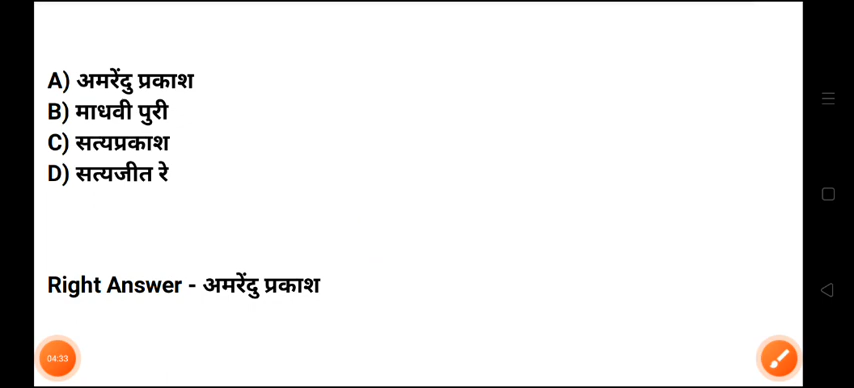 A) अमरेंदु प्रकाश
B) माधवी पुरी
C) सत्यप्रकाश
D) सत्यजीत रे
Right Answer - अमरेंदु प्रकाश
04:33